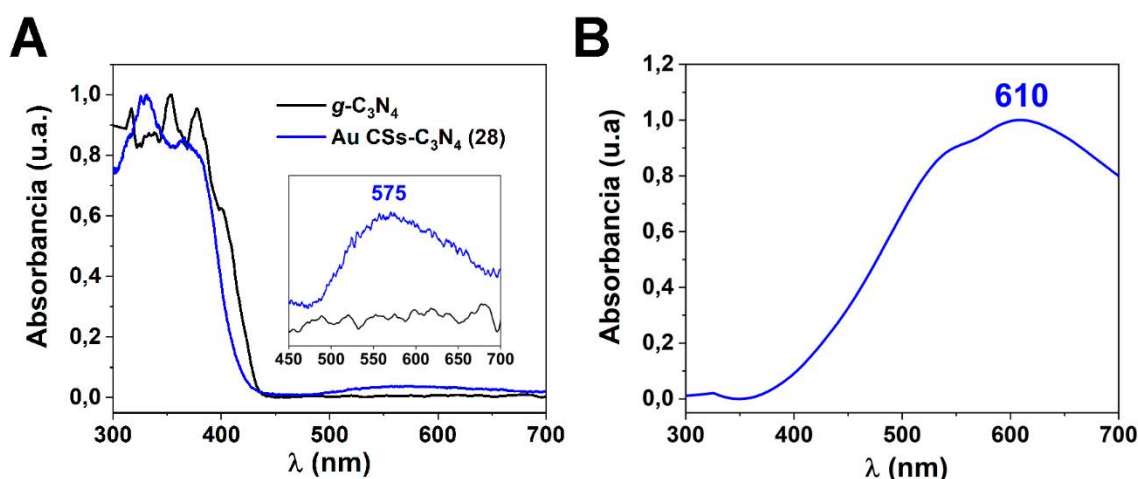 A
Absorbancia (u.a.)
1,0
0,8
0,6
0,4
0,2
0,0
g-C₃N₄
Au CSs-C₃N₄ (28)
575
450 500 550 600 650 700
300 400 500 600 700
λ (nm)
B
Absorbancia (u.a)
1,2
1,0
0,8
0,6
0,4
0,2
0,0
610
300 400 500 600 700
λ (nm)